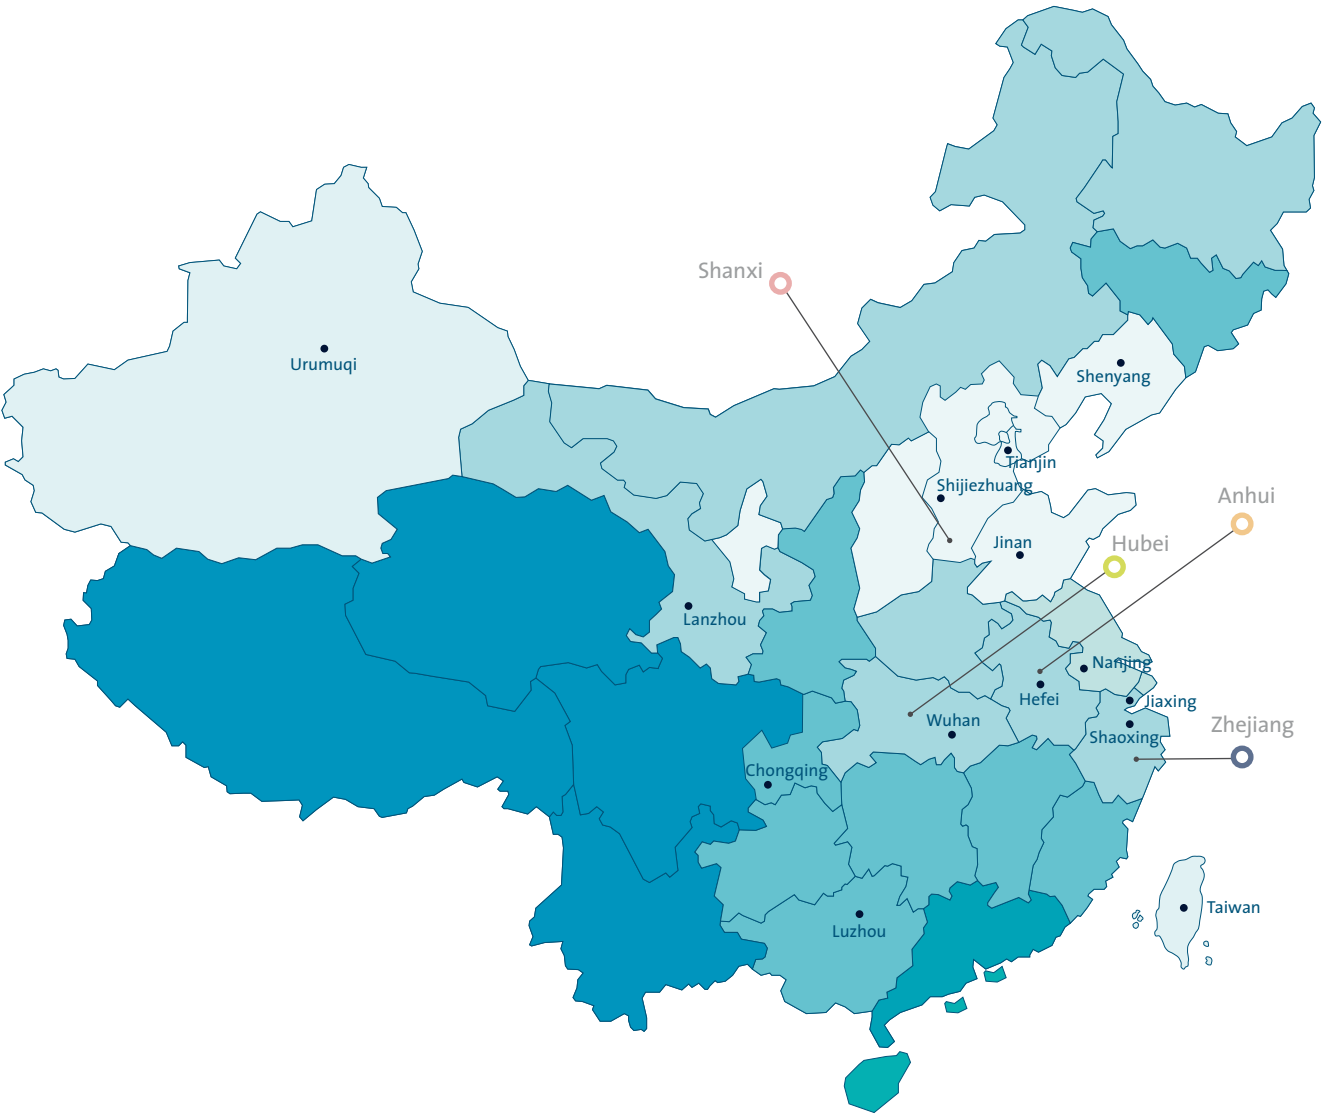 Shanxi
Urumuqi
Shenyang
Tianjin
Shijiezhuang
Anhui
Hubei
Jinan
Lanzhou
Nanjing
Hefei
Jiaxing
Wuhan
Zhejiang
Shaoxing
Chongqing
Taiwan
Luzhou